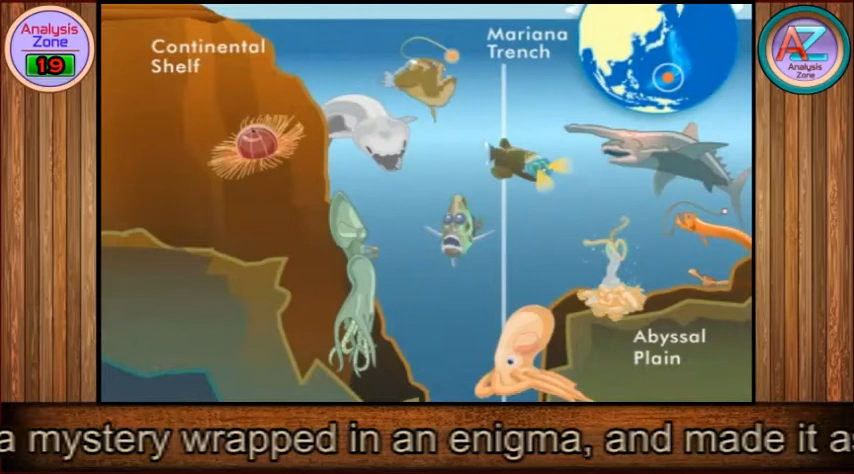 Analysis
Zone
19
Continental
Shelf
Mariana
Trench
AZ
Analysis
Zone
Abyssal
Plain
a mystery wrapped in an enigma, and made it as